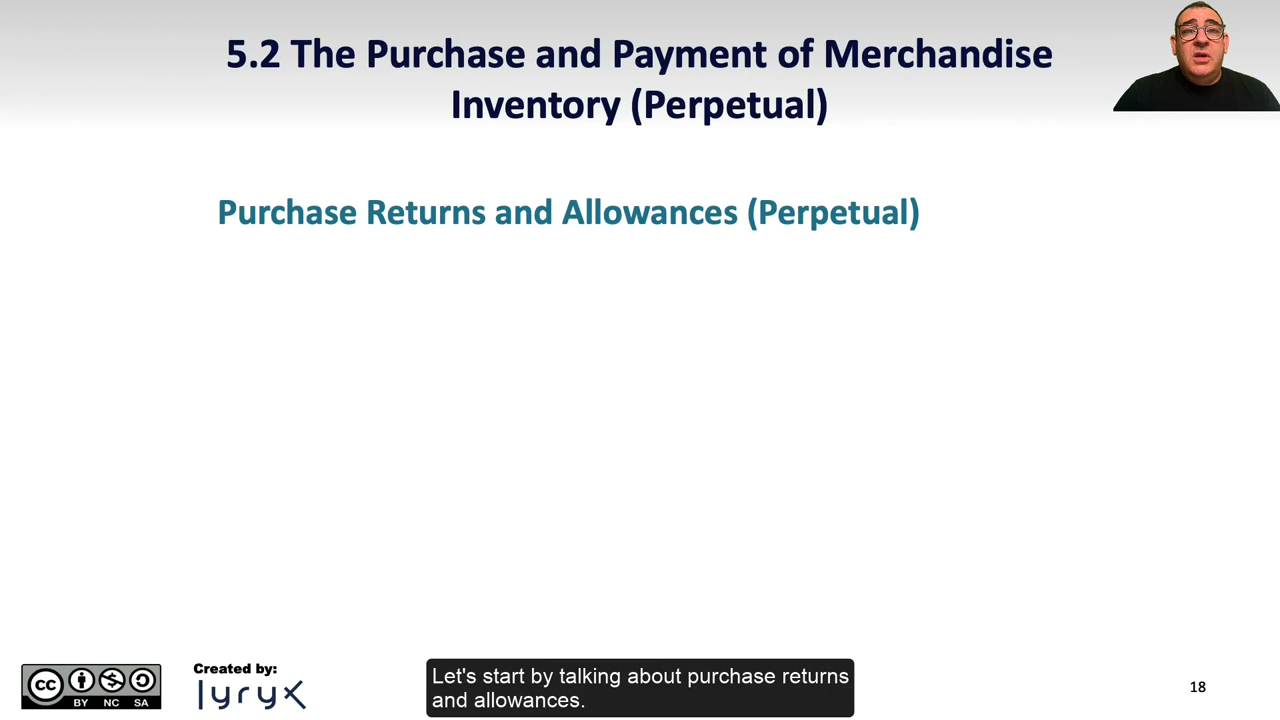 5.2 The Purchase and Payment of Merchandise
Inventory (Perpetual)
Purchase Returns and Allowances (Perpetual)
cc
BY NC SA
Created by:
lyryx
Let's start by talking about purchase returns
and allowances.
18